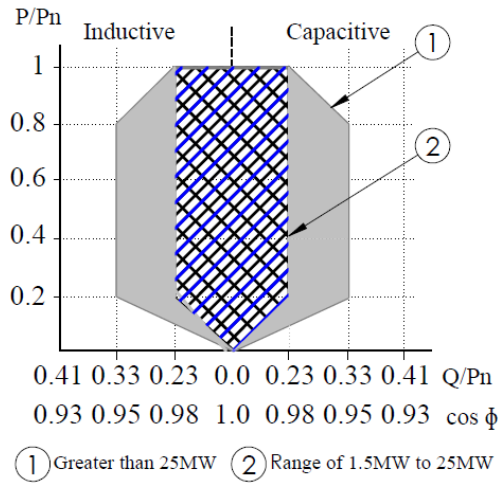 P/Pn
Inductive
Capacitive
1
1
0.8
2
0.6
0.4
0.2
0.41 0.33 0.23 0.0 0.23 0.33 0.41 Q/Pn
0.93 0.95 0.98 1.0 0.98 0.95 0.93 cos ϕ
1 Greater than 25MW 2 Range of 1.5MW to 25MW